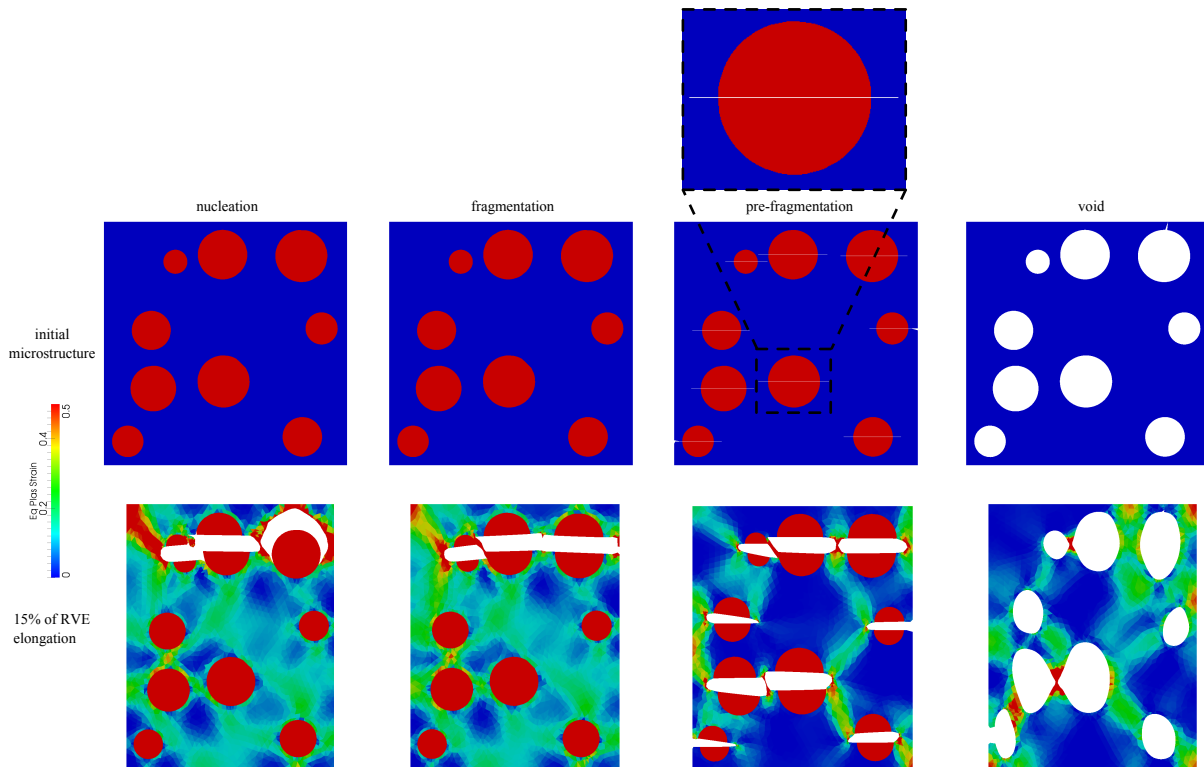 nucleation
fragmentation
pre-fragmentation
void
initial
microstructure
Eq Plas Strain
0
0.2
0.4
0.5
15% of RVE
elongation